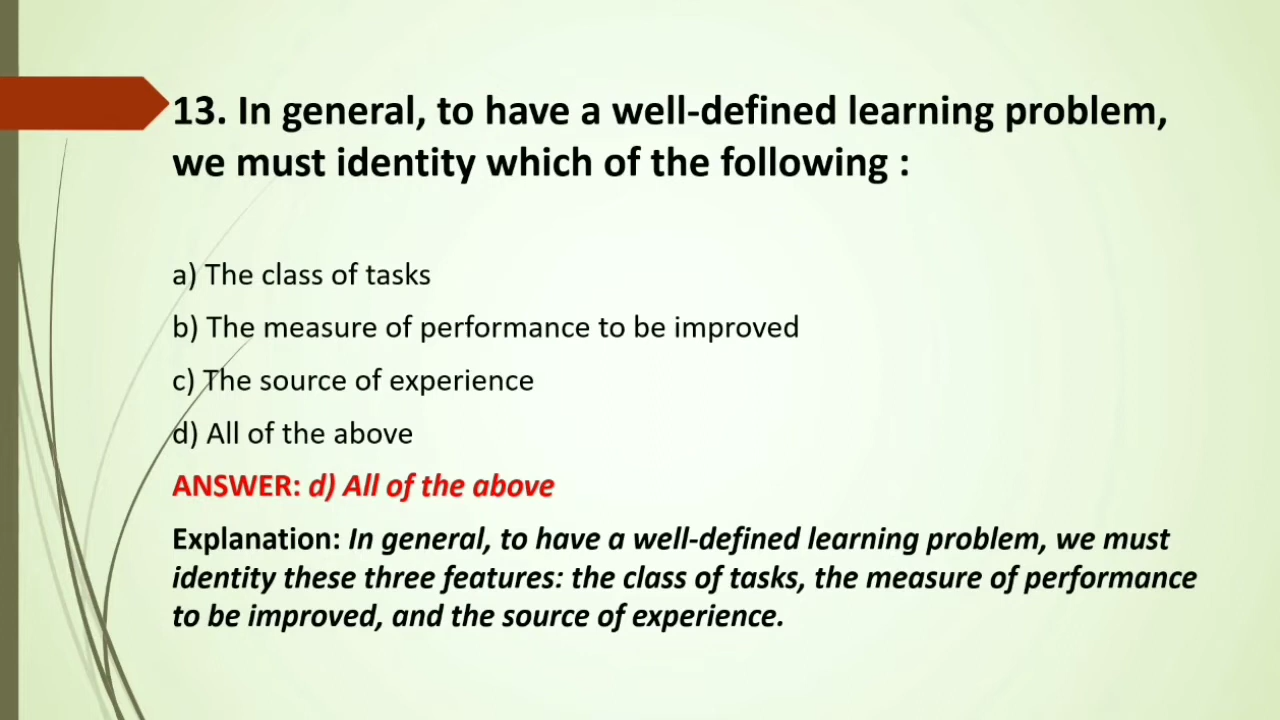 13. In general, to have a well-defined learning problem,
we must identity which of the following :
a) The class of tasks
b) The measure of performance to be improved
c) The source of experience
d) All of the above
ANSWER: d) All of the above
Explanation: In general, to have a well-defined learning problem, we must
identity these three features: the class of tasks, the measure of performance
to be improved, and the source of experience.